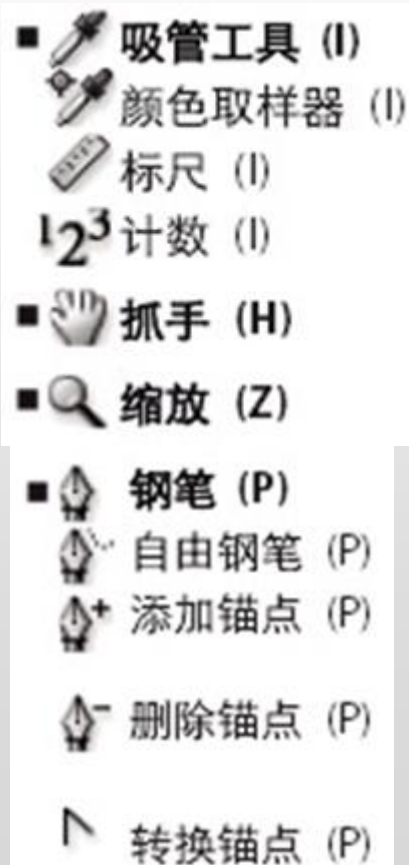 吸管工具 (I)
颜色取样器 (I)
标尺 (I)
123 计数 (I)
抓手 (H)
缩放 (Z)
钢笔 (P)
自由钢笔 (P)
添加锚点 (P)
删除锚点 (P)
转换锚点 (P)